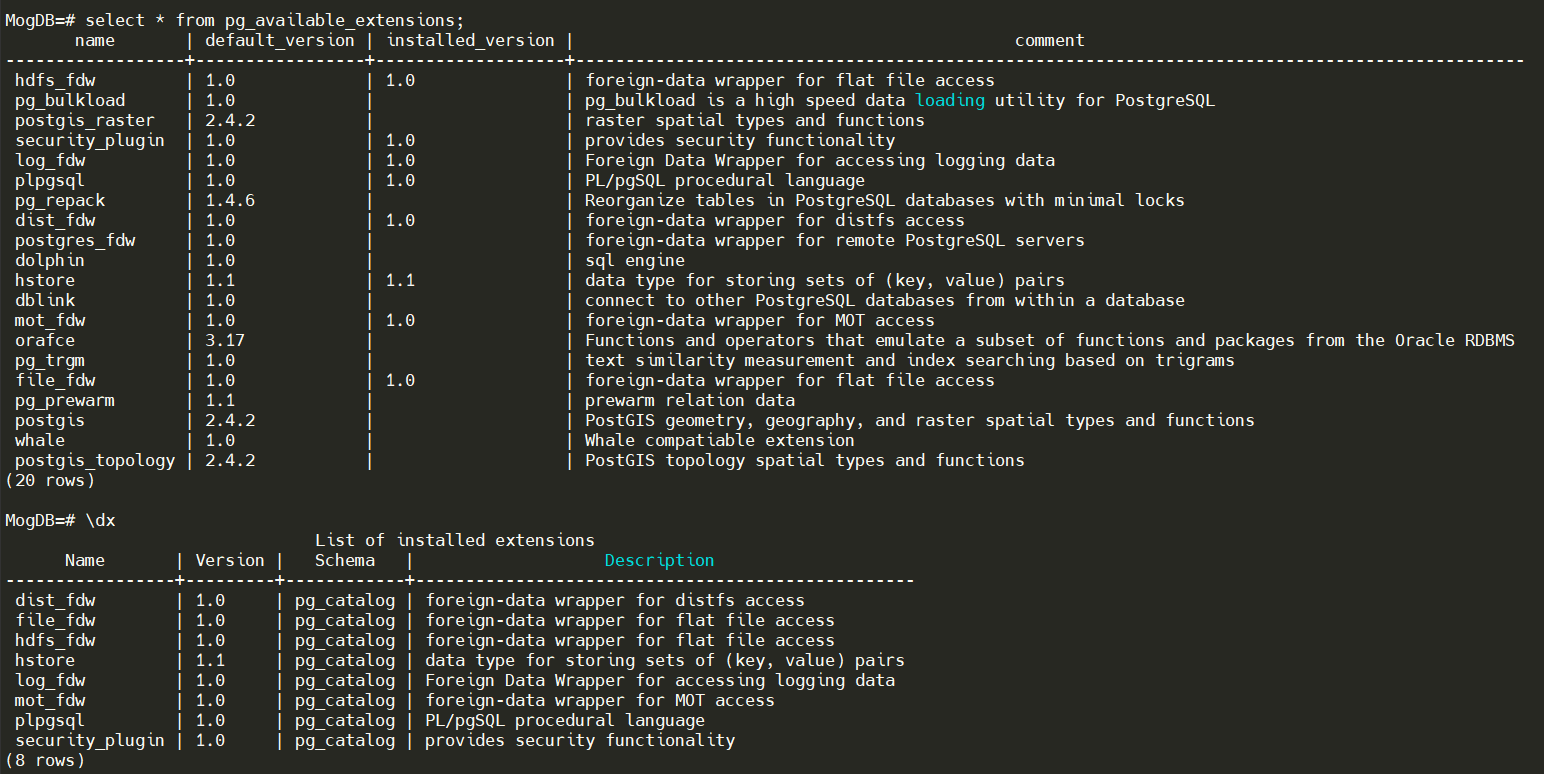 MogDB=# select * from pg_available_extensions;
       name       | default_version | installed_version |                                               comment
------------------+-----------------+-------------------+-----------------------------------------------------------------------------------------------
 hdfs_fdw         | 1.0             | 1.0               | foreign-data wrapper for flat file access
 pg_bulkload      | 1.0             |                   | pg_bulkload is a high speed data loading utility for PostgreSQL
 postgis_raster   | 2.4.2           |                   | raster spatial types and functions
 security_plugin  | 1.0             | 1.0               | provides security functionality
 log_fdw          | 1.0             | 1.0               | Foreign Data Wrapper for accessing logging data
 plpgsql          | 1.0             | 1.0               | PL/pgSQL procedural language
 pg_repack        | 1.4.6           |                   | Reorganize tables in PostgreSQL databases with minimal locks
 dist_fdw         | 1.0             | 1.0               | foreign-data wrapper for distfs access
 postgres_fdw     | 1.0             |                   | foreign-data wrapper for remote PostgreSQL servers
 dolphin          | 1.0             |                   | sql engine
 hstore           | 1.1             | 1.1               | data type for storing sets of (key, value) pairs
 dblink           | 1.0             |                   | connect to other PostgreSQL databases from within a database
 mot_fdw          | 1.0             | 1.0               | foreign-data wrapper for MOT access
 orafce           | 3.17            |                   | Functions and operators that emulate a subset of functions and packages from the Oracle RDBMS
 pg_trgm          | 1.0             |                   | text similarity measurement and index searching based on trigrams
 file_fdw         | 1.0             | 1.0               | foreign-data wrapper for flat file access
 pg_prewarm       | 1.1             |                   | prewarm relation data
 postgis          | 2.4.2           |                   | PostGIS geometry, geography, and raster spatial types and functions
 whale            | 1.0             |                   | Whale compatiable extension
 postgis_topology | 2.4.2           |                   | PostGIS topology spatial types and functions
(20 rows)

MogDB=# \dx
                               List of installed extensions
      Name       | Version |   Schema   |                   Description
-----------------+---------+------------+--------------------------------------------------
 dist_fdw        | 1.0     | pg_catalog | foreign-data wrapper for distfs access
 file_fdw        | 1.0     | pg_catalog | foreign-data wrapper for flat file access
 hdfs_fdw        | 1.0     | pg_catalog | foreign-data wrapper for flat file access
 hstore          | 1.1     | pg_catalog | data type for storing sets of (key, value) pairs
 log_fdw         | 1.0     | pg_catalog | Foreign Data Wrapper for accessing logging data
 mot_fdw         | 1.0     | pg_catalog | foreign-data wrapper for MOT access
 plpgsql         | 1.0     | pg_catalog | PL/pgSQL procedural language
 security_plugin | 1.0     | pg_catalog | provides security functionality
(8 rows)